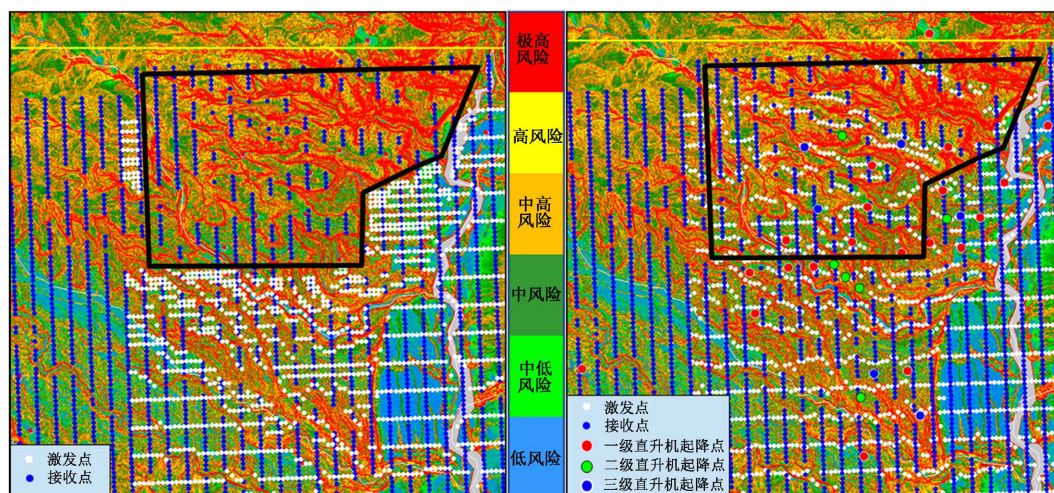 极高
风险
高风险
中高
风险
中风险
中低
风险
低风险
激发点
接收点
激发点
接收点
一级直升机起降点
二级直升机起降点
三级直升机起降点